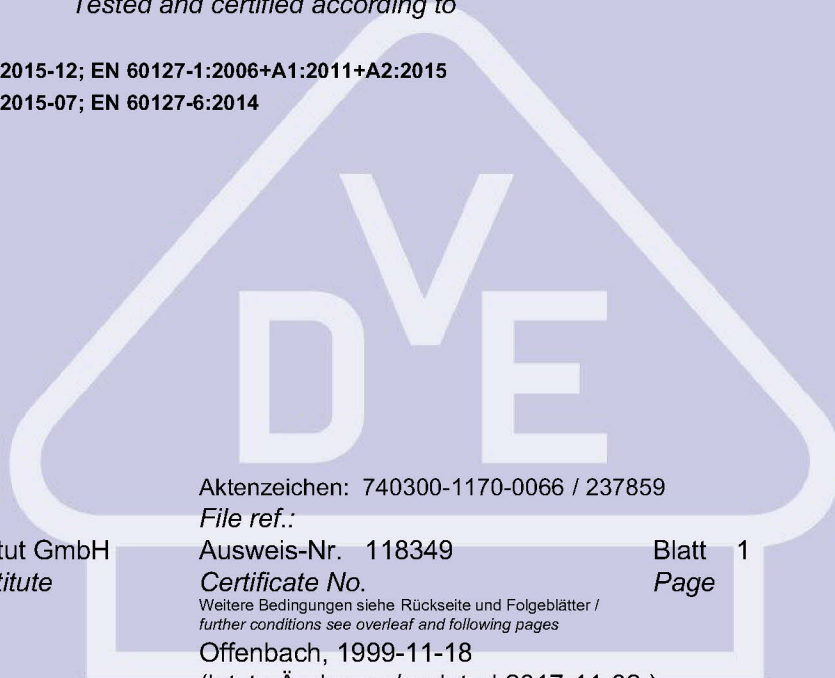 Tested and certified according to
2015-12; EN 60127-1:2006+A1:2011+A2:2015
2015-07; EN 60127-6:2014
VDE
Aktenzeichen: 740300-1170-0066 / 237859
File ref.:
tut GmbH Ausweis-Nr. 118349 Blatt 1
titute Certificate No. Page
Weitere Bedingungen siehe Rückseite und Folgeblätter /
further conditions see overleaf and following pages
Offenbach, 1999-11-18